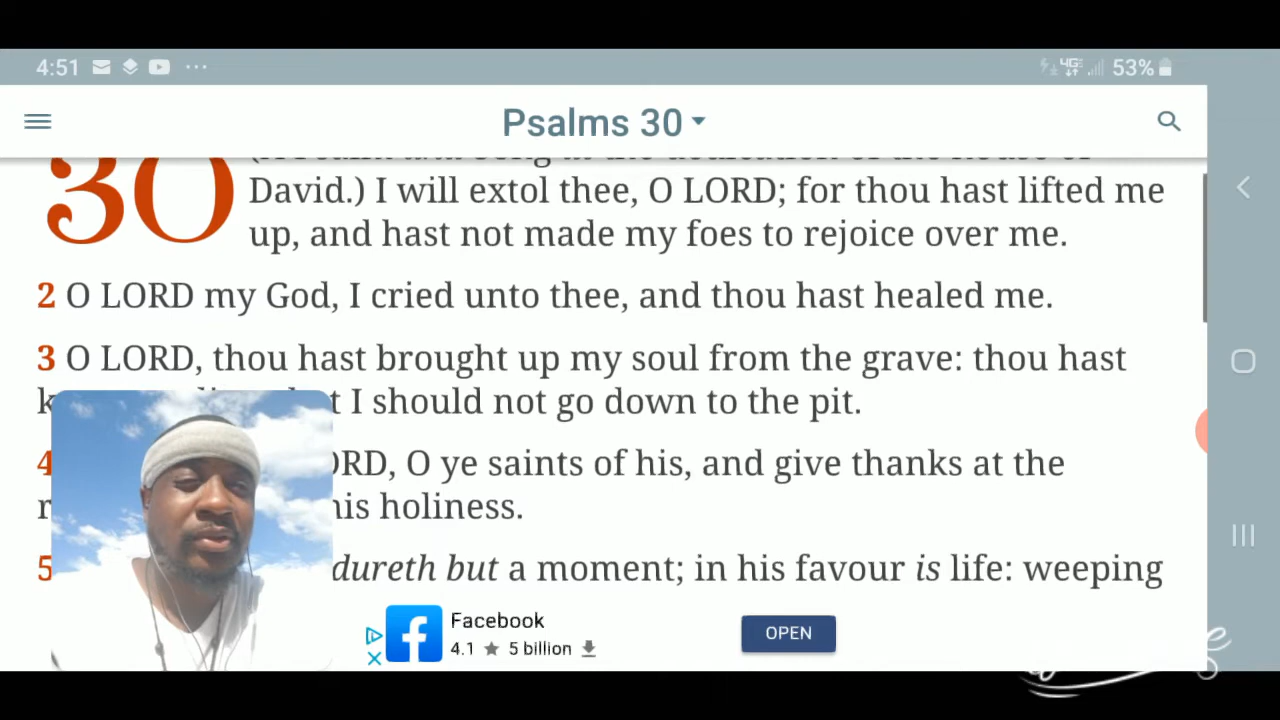 4:51 ... 4G 53%
Psalms 30
30
David.) I will extol thee, O LORD; for thou hast lifted me
up, and hast not made my foes to rejoice over me.
2 O LORD my God, I cried unto thee, and thou hast healed me.
3 O LORD, thou hast brought up my soul from the grave: thou hast
I should not go down to the pit.
4 O ye saints of his, and give thanks at the
his holiness.
5 but a moment; in his favour is life: weeping
Facebook
4.1 ★ 5 billion
OPEN